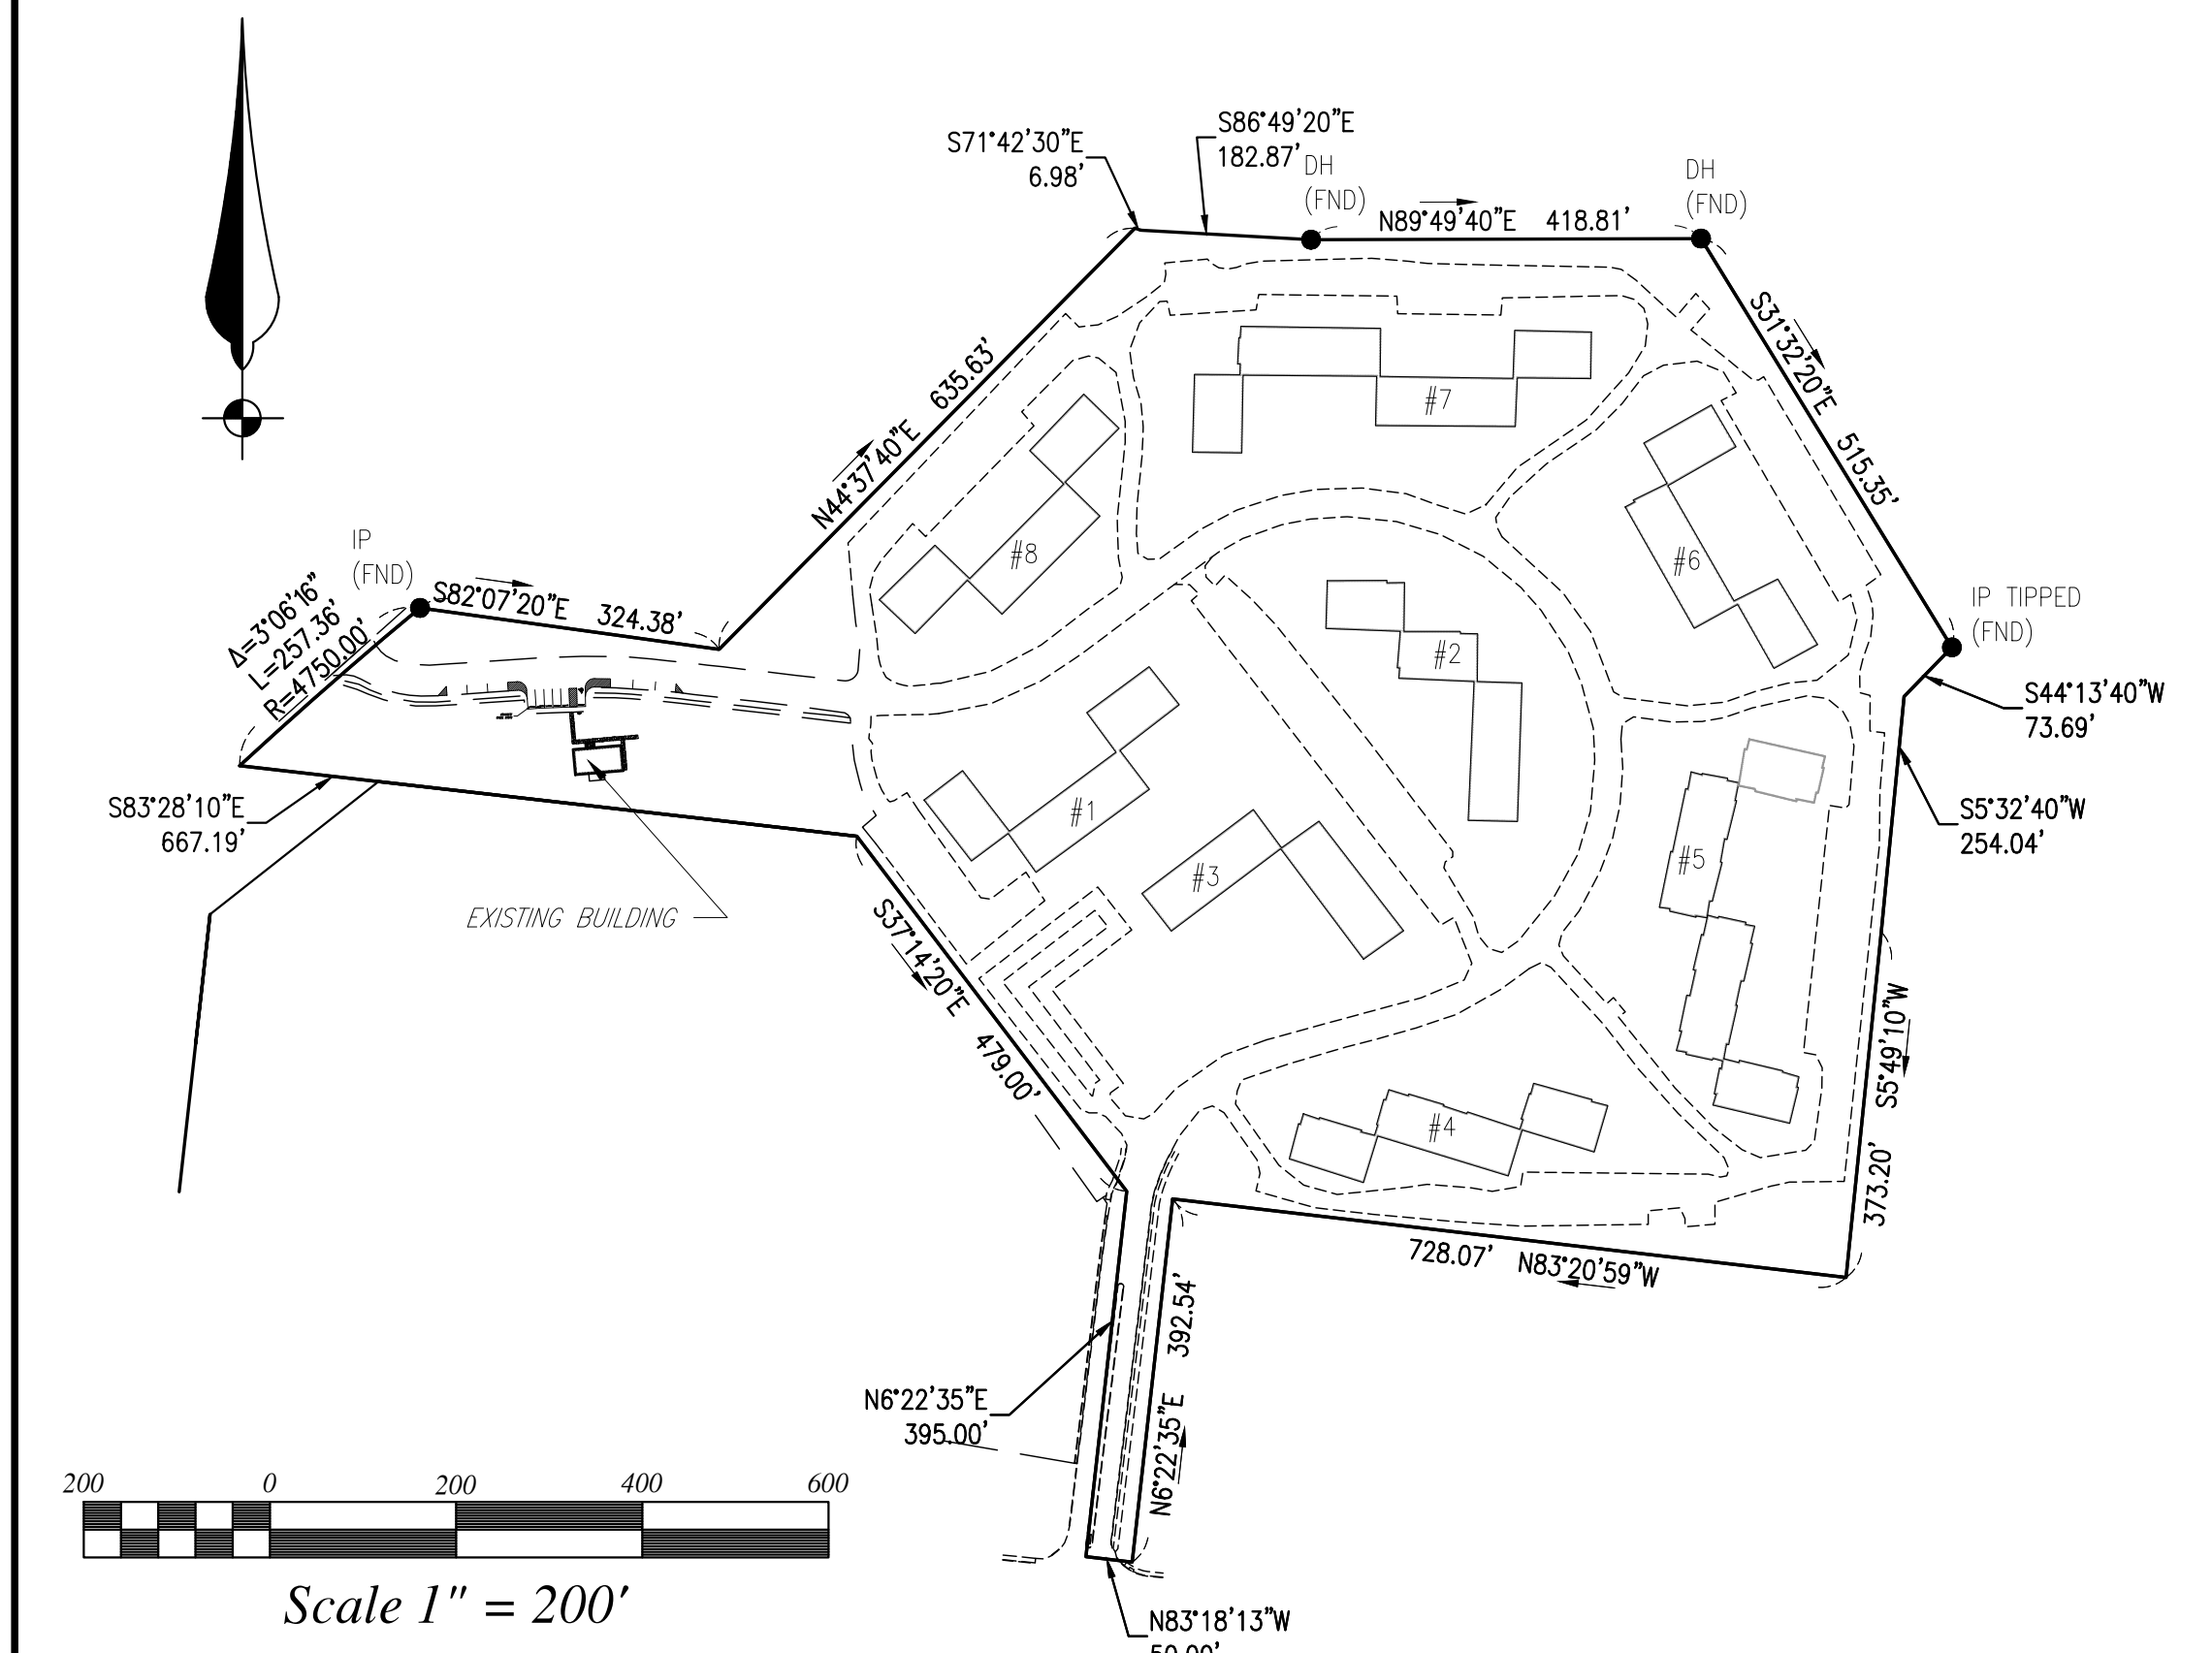 S86°49'20"E
182.87'
S71°42'30"E
6.98'
DH
(FND)
DH
(FND)
N89°49'40"E 418.81'
S31°32'20"E 515.35'
N44°37'40"E 635.63'
#7
#8
#6
IP
(FND)
S82°07'20"E 324.38'
Δ=3°06'16"
L=257.36'
R=4750.00'
IP TIPPED
(FND)
#2
S44°13'40"W
73.69'
S83°28'10"E
667.19'
#1
S5°32'40"W
254.04'
#3
#5
EXISTING BUILDING
S37°14'20"E 479.00'
S5°49'10"W
373.20'
#4
728.07' N83°20'59"W
392.54'
N6°22'35"E
N6°22'35"E
395.00'
200 0 200 400 600
Scale 1" = 200'
N83°18'13"W